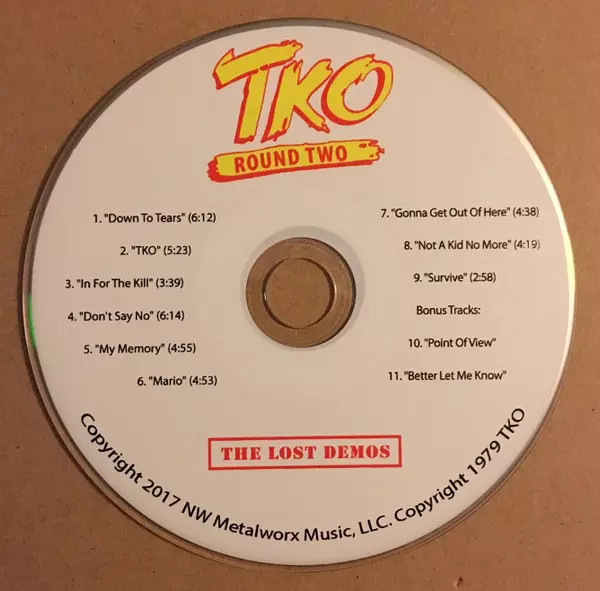 TKO
ROUND TWO
1. "Down To Tears" (6:12)
2. "TKO" (5:23)
3. "In For The Kill" (3:39)
4. "Don't Say No" (6:14)
5. "My Memory" (4:55)
6. "Mario" (4:53)
7. "Gonna Get Out Of Here" (4:38)
8. "Not A Kid No More" (4:19)
9. "Survive" (2:58)
Bonus Tracks:
10. "Point Of View"
11. "Better Let Me Know"
THE LOST DEMOS
Copyright 2017 NW Metalworx Music, LLC. Copyright 1979 TKO